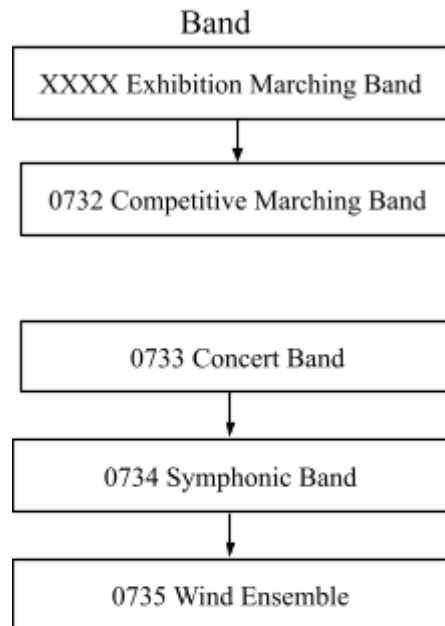 Band
XXXX Exhibition Marching Band
0732 Competitive Marching Band
0733 Concert Band
0734 Symphonic Band
0735 Wind Ensemble